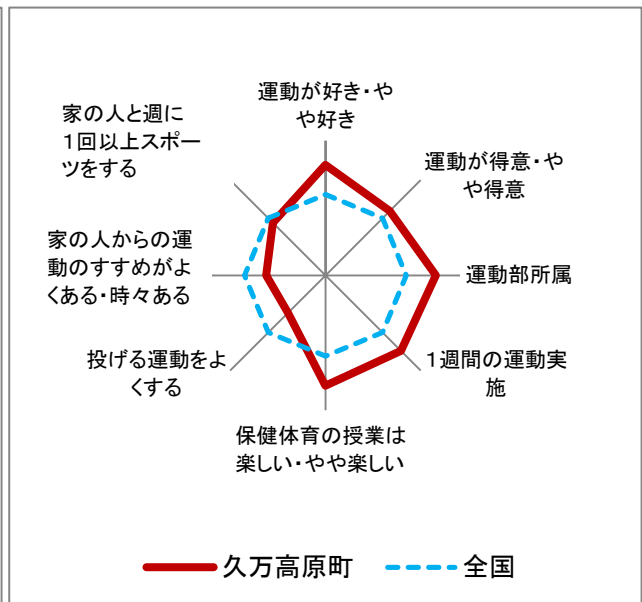 運動が好き・や
や好き
運動が得意・や
や得意
運動部所属
1週間の運動実
施
保健体育の授業は
楽しい・やや楽しい
投げる運動をよ
くする
家の人からの運
動のすすめがよ
くある・時々ある
家の人と週に
1回以上スポー
ツをする
久万高原町
全国